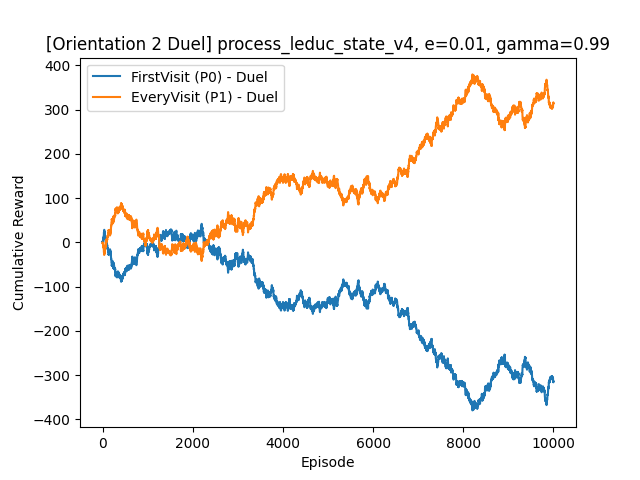 [Orientation 2 Duel] process_leduc_state_v4, e=0.01, gamma=0.99
FirstVisit (P0) - Duel
EveryVisit (P1) - Duel
400
300
200
100
0
−100
−200
−300
−400
Cumulative Reward
0 2000 4000 6000 8000 10000
Episode